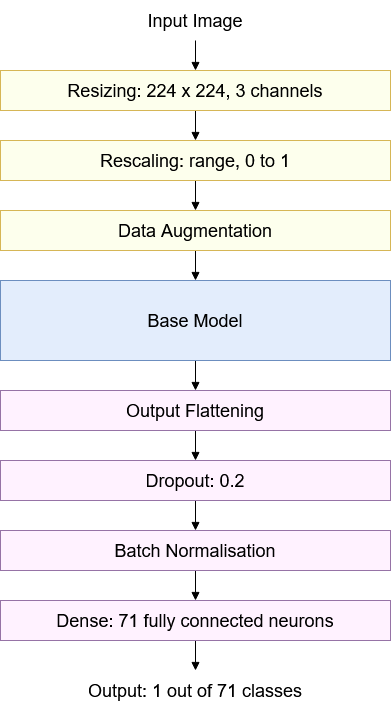 Input Image
Resizing: 224 x 224, 3 channels
Rescaling: range, 0 to 1
Data Augmentation
Base Model
Output Flattening
Dropout: 0.2
Batch Normalisation
Dense: 71 fully connected neurons
Output: 1 out of 71 classes